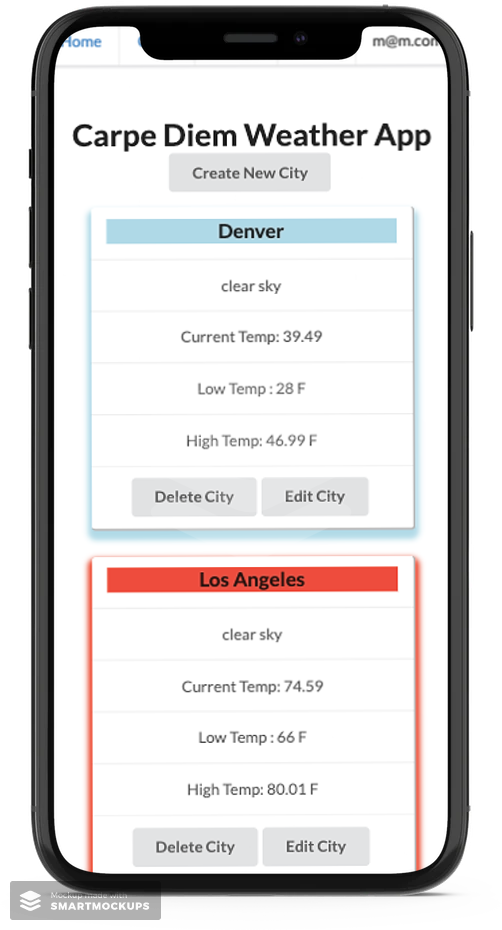 Home
m@m.com
Carpe Diem Weather App
Create New City
Denver
clear sky
Current Temp: 39.49
Low Temp : 28 F
High Temp: 46.99 F
Delete City Edit City
Los Angeles
clear sky
Current Temp: 74.59
Low Temp : 66 F
High Temp: 80.01 F
Delete City Edit City
Mockup made with
SMARTMOCKUPS